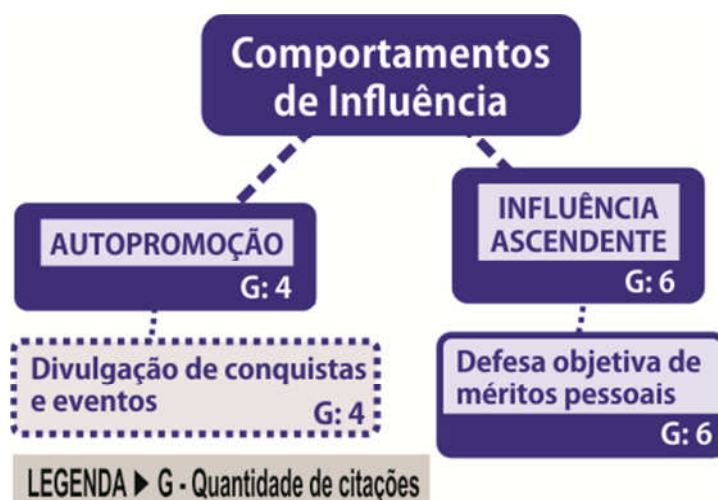 Comportamentos
de Influência
AUTOPROMOÇÃO
G: 4
INFLUÊNCIA
ASCENDENTE
G: 6
Divulgação de conquistas
e eventos
G: 4
Defesa objetiva de
méritos pessoais
G: 6
LEGENDA ▶ G - Quantidade de citações